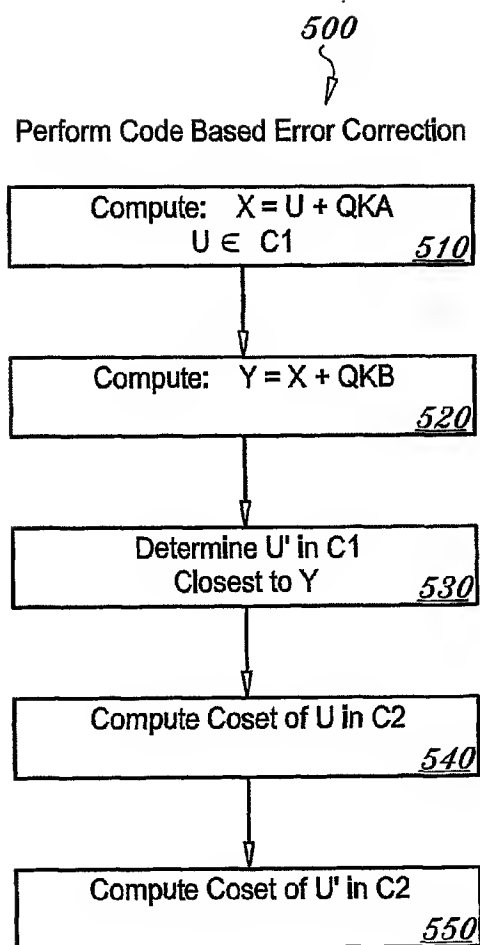 500
Perform Code Based Error Correction
Compute: X = U + QKA
U ∈ C1
510
Compute: Y = X + QKB
520
Determine U' in C1
Closest to Y
530
Compute Coset of U in C2
540
Compute Coset of U' in C2
550